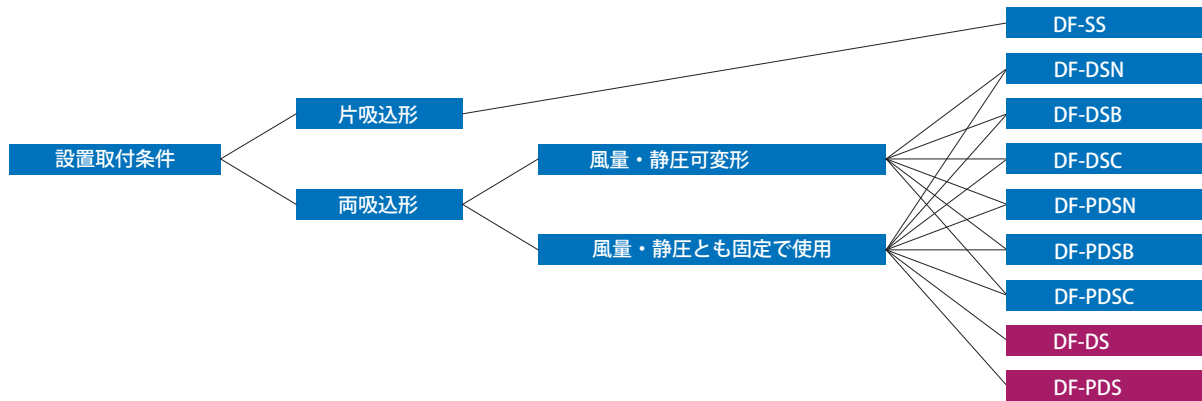 設置取付条件
片吸込形
両吸込形
風量・静圧可変形
風量・静圧とも固定で使用
DF-SS
DF-DSN
DF-DSB
DF-DSC
DF-PDSN
DF-PDSB
DF-PDSC
DF-DS
DF-PDS